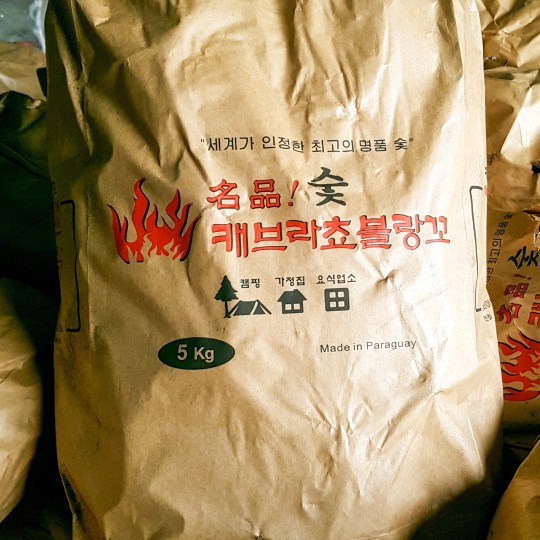 "세계가 인정한 최고의 명품 숯"
名品! 숯
캐브라쵸블랑꼬
캠핑 가정집 요식업소
5 Kg
Made in Paraguay